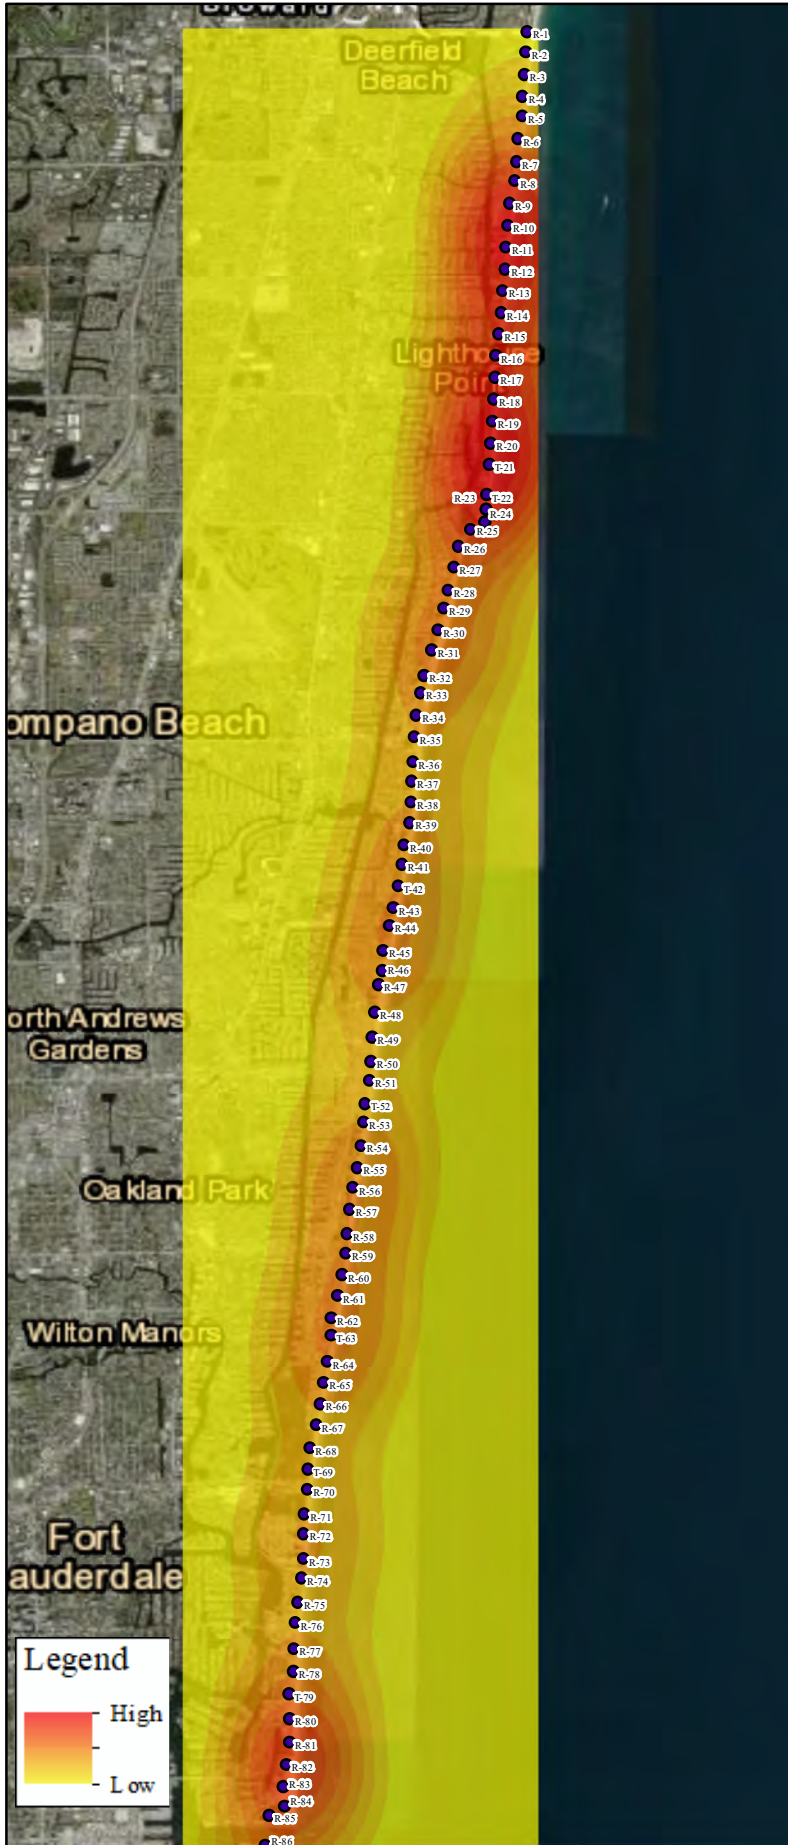 Broward
Deerfield
Beach
R-1
R-2
R-3
R-4
R-5
R-6
R-7
R-8
R-9
R-10
R-11
R-12
R-13
R-14
R-15
Lighthouse
R-16
Point
R-17
R-18
R-19
R-20
T-21
R-23 T-22
R-24
R-25
R-26
R-27
R-28
R-29
R-30
R-31
R-32
R-33
R-34
ompano Beach
R-35
R-36
R-37
R-38
R-39
R-40
R-41
T-42
R-43
R-44
R-45
R-46
R-47
R-48
orth Andrews
Gardens
R-49
R-50
R-51
T-52
R-53
R-54
R-55
Oakland Park
R-56
R-57
R-58
R-59
R-60
R-61
R-62
Wilton Manors
T-63
R-64
R-65
R-66
R-67
R-68
T-69
R-70
R-71
R-72
Fort
auderdale
R-73
R-74
R-75
R-76
R-77
R-78
T-79
R-80
R-81
R-82
R-83
R-84
R-85
R-86
Legend
High
Low